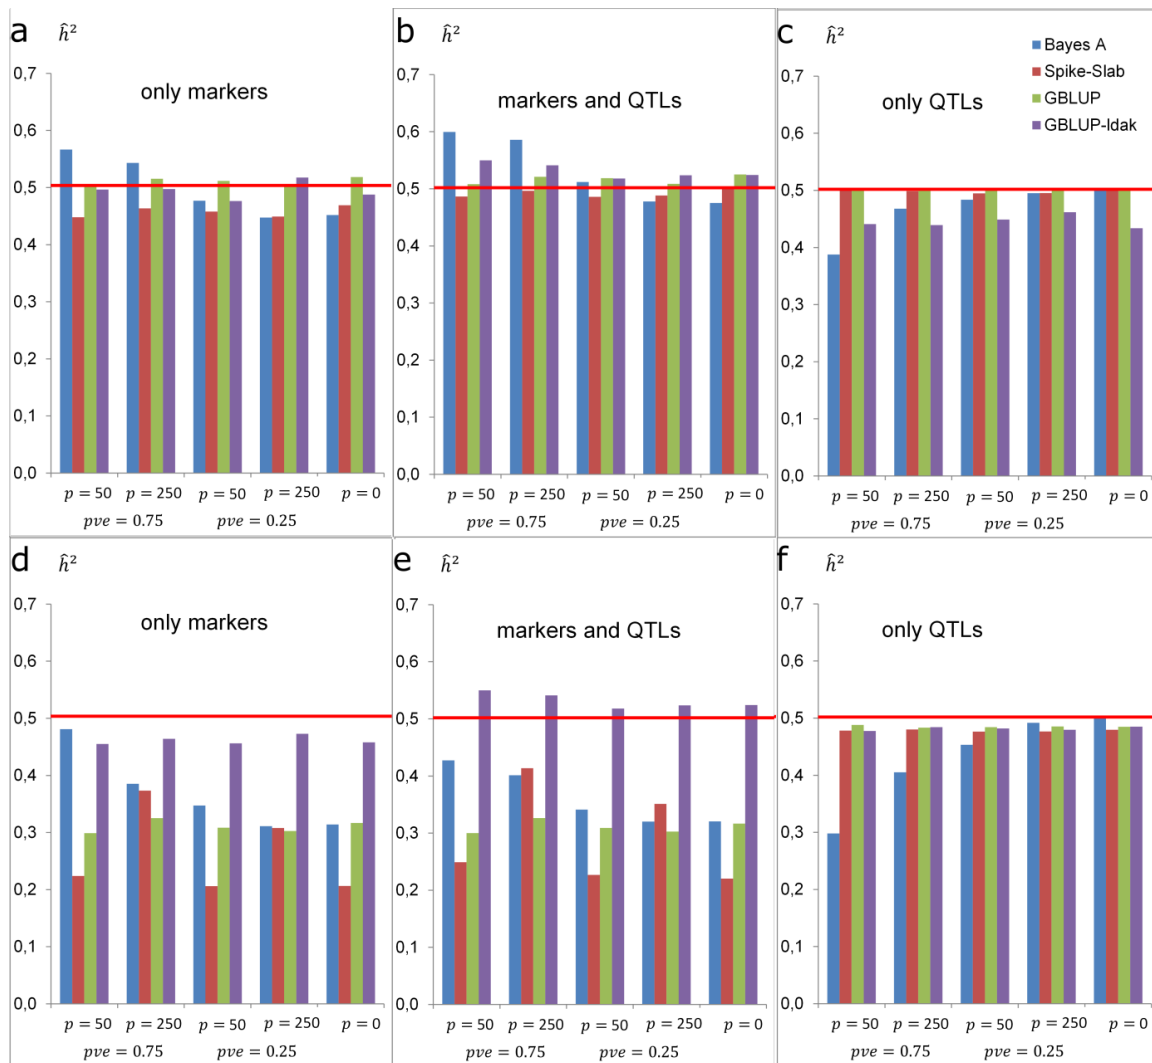 a
ĥ²
only markers
0,7
0,6
0,5
0,4
0,3
0,2
0,1
0,0
p = 50 p = 250 p = 50 p = 250 p = 0
pve = 0.75 pve = 0.25
b
ĥ²
markers and QTLs
0,7
0,6
0,5
0,4
0,3
0,2
0,1
0,0
p = 50 p = 250 p = 50 p = 250 p = 0
pve = 0.75 pve = 0.25
c
ĥ²
Bayes A
Spike-Slab
GBLUP
GBLUP-ldak
only QTLs
0,7
0,6
0,5
0,4
0,3
0,2
0,1
0,0
p = 50 p = 250 p = 50 p = 250 p = 0
pve = 0.75 pve = 0.25
d
ĥ²
only markers
0,7
0,6
0,5
0,4
0,3
0,2
0,1
0,0
p = 50 p = 250 p = 50 p = 250 p = 0
pve = 0.75 pve = 0.25
e
ĥ²
markers and QTLs
0,7
0,6
0,5
0,4
0,3
0,2
0,1
0,0
p = 50 p = 250 p = 50 p = 250 p = 0
pve = 0.75 pve = 0.25
f
ĥ²
only QTLs
0,7
0,6
0,5
0,4
0,3
0,2
0,1
0,0
p = 50 p = 250 p = 50 p = 250 p = 0
pve = 0.75 pve = 0.25